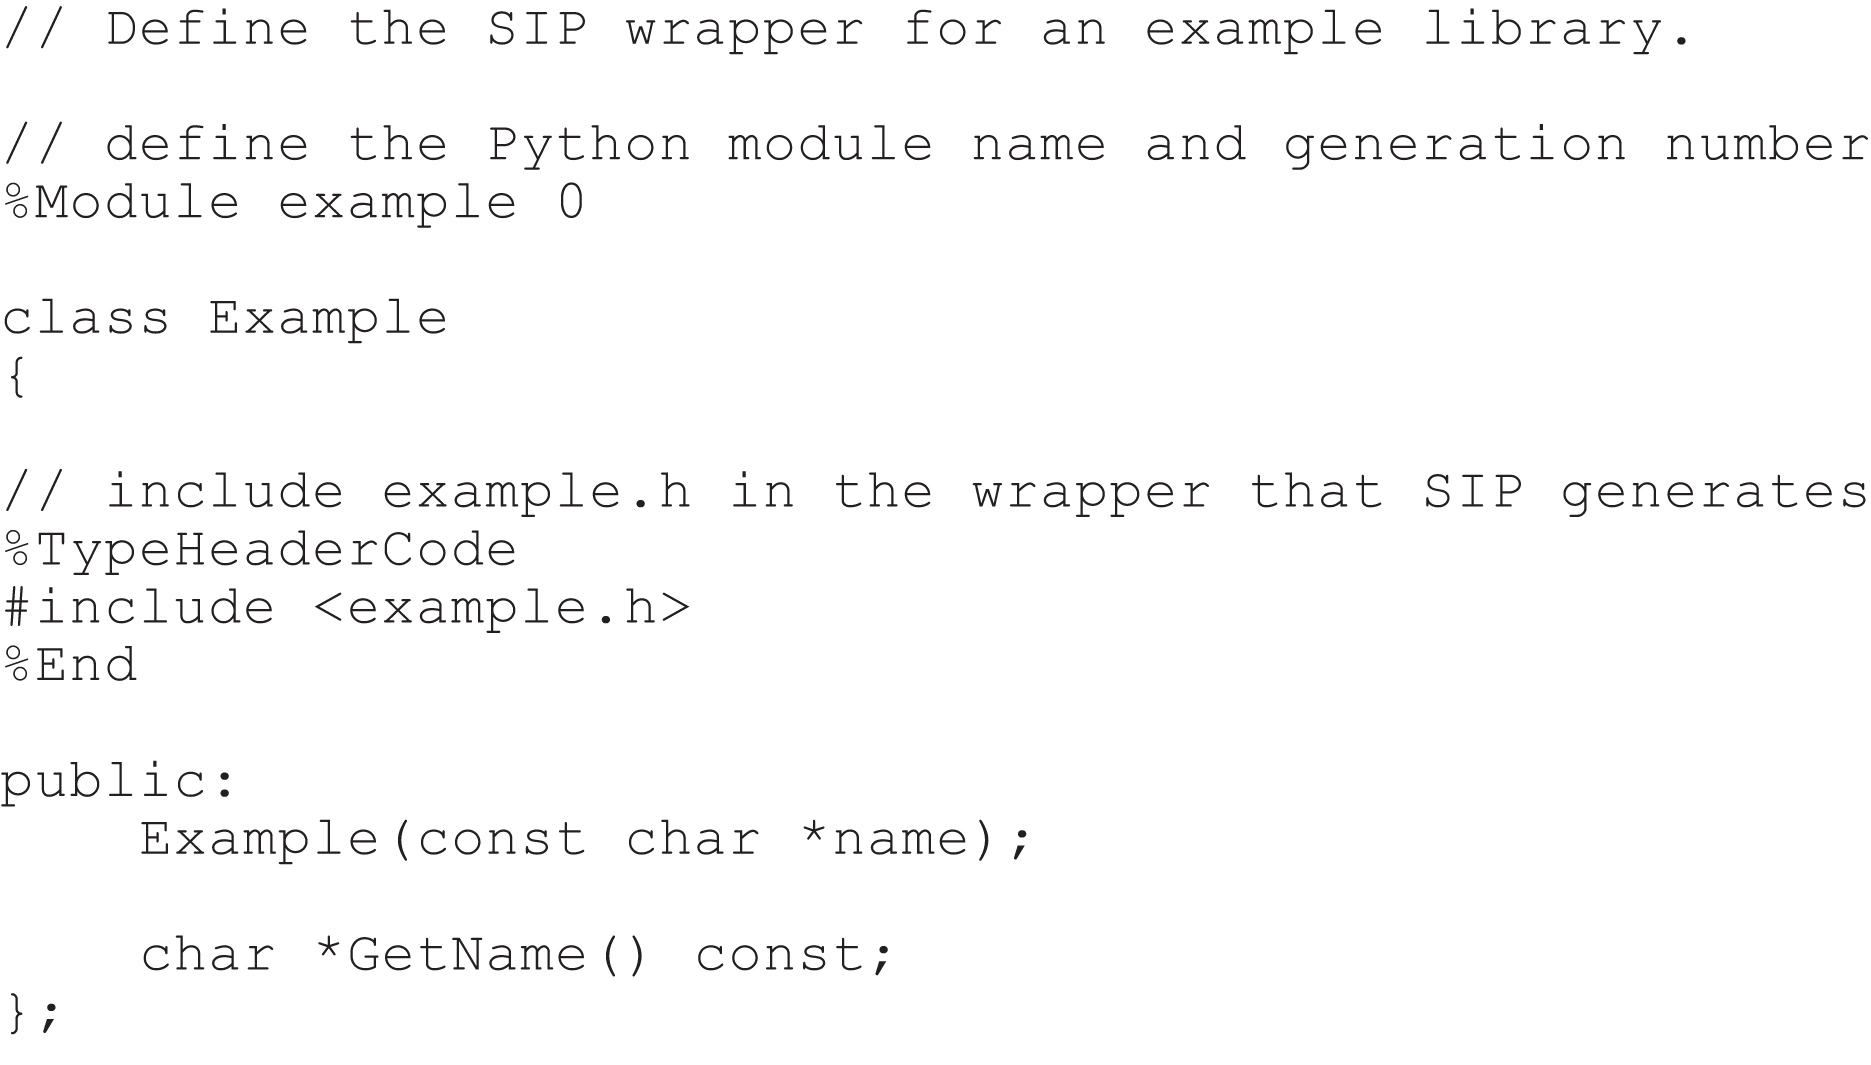 // Define the SIP wrapper for an example library.

// define the Python module name and generation number
%Module example 0

class Example
{

// include example.h in the wrapper that SIP generates
%TypeHeaderCode
#include <example.h>
%End

public:
    Example(const char *name);

    char *GetName() const;
};